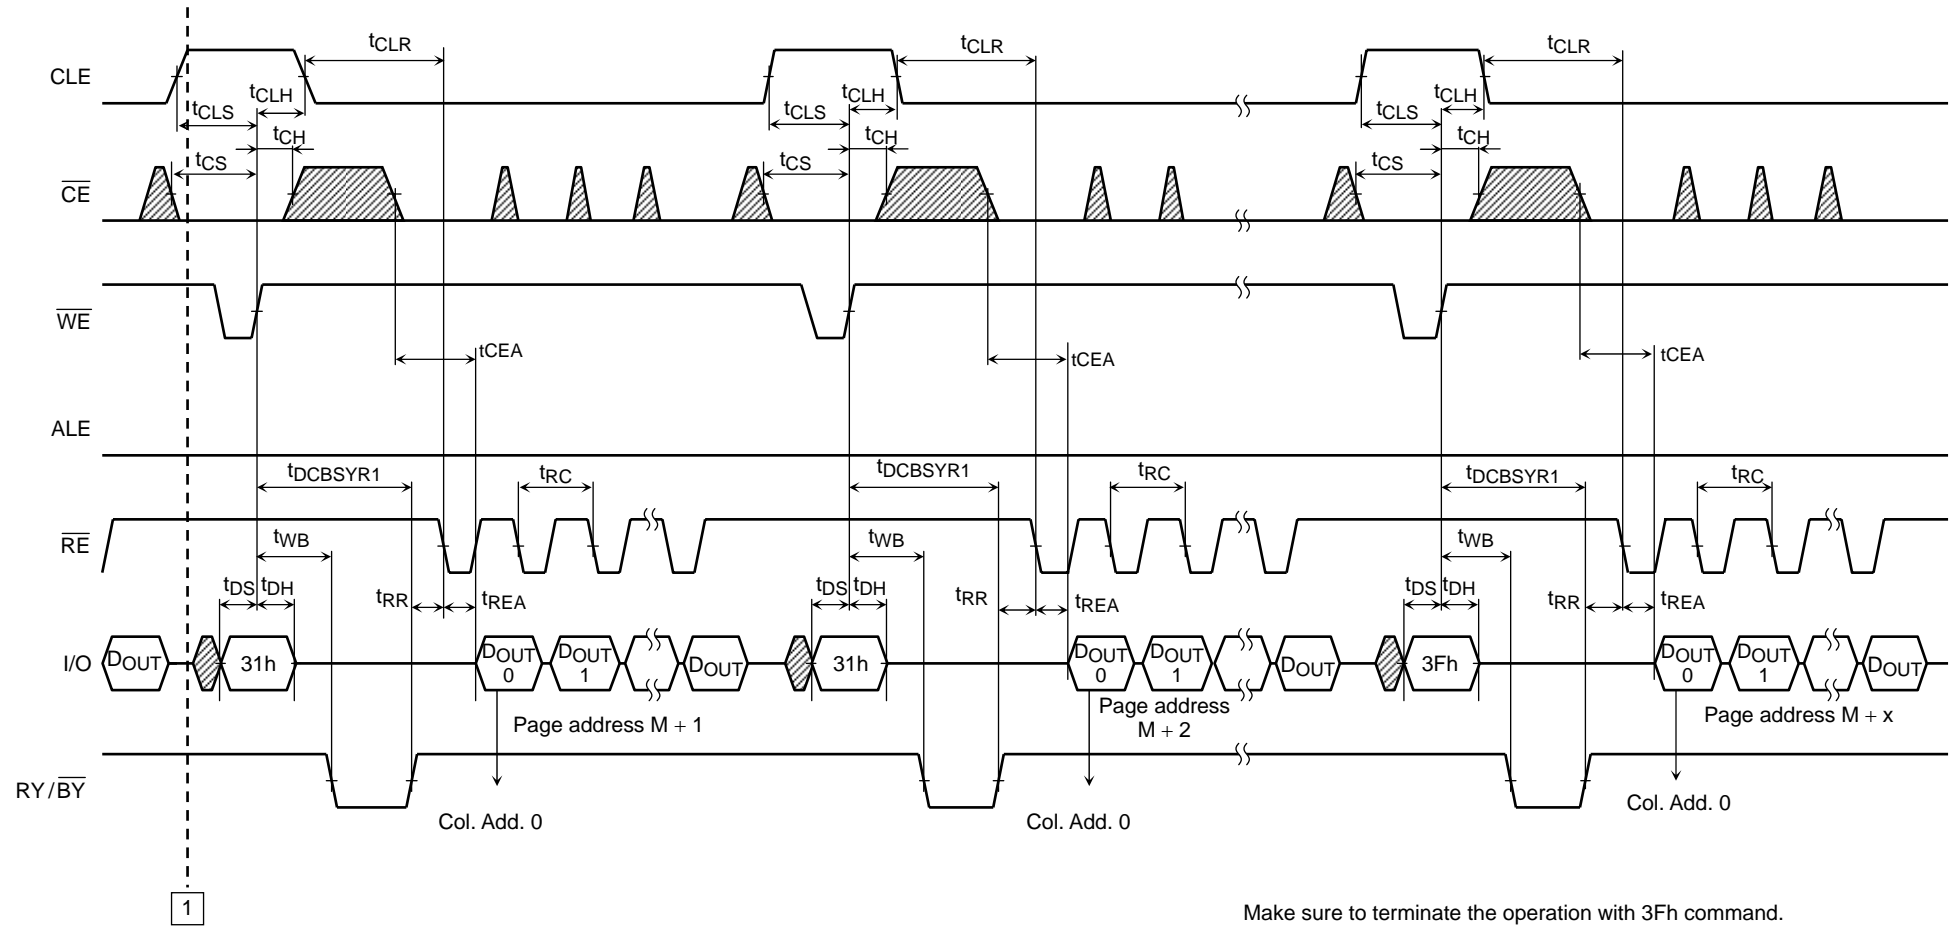 tCLR tCLR tCLR
CLE
tCLH tCLH tCLH
tCLS tCLS tCLS
tCH tCH tCH
tCS tCS tCS
CE
WE
tCEA tCEA tCEA
ALE
tDCBSYR1 tRC tDCBSYR1 tRC tDCBSYR1 tRC
RE
tWB tWB tWB
tDS tDH tRR tREA tDS tDH tRR tREA tDS tDH tRR tREA
I/O DOUT 31h DOUT 0 DOUT 1 DOUT 31h DOUT 0 DOUT 1 DOUT 3Fh DOUT 0 DOUT 1 DOUT
Page address M + 1
Page address
M + 2
Page address M + x
RY/BY
Col. Add. 0 Col. Add. 0 Col. Add. 0
1
Make sure to terminate the operation with 3Fh command.